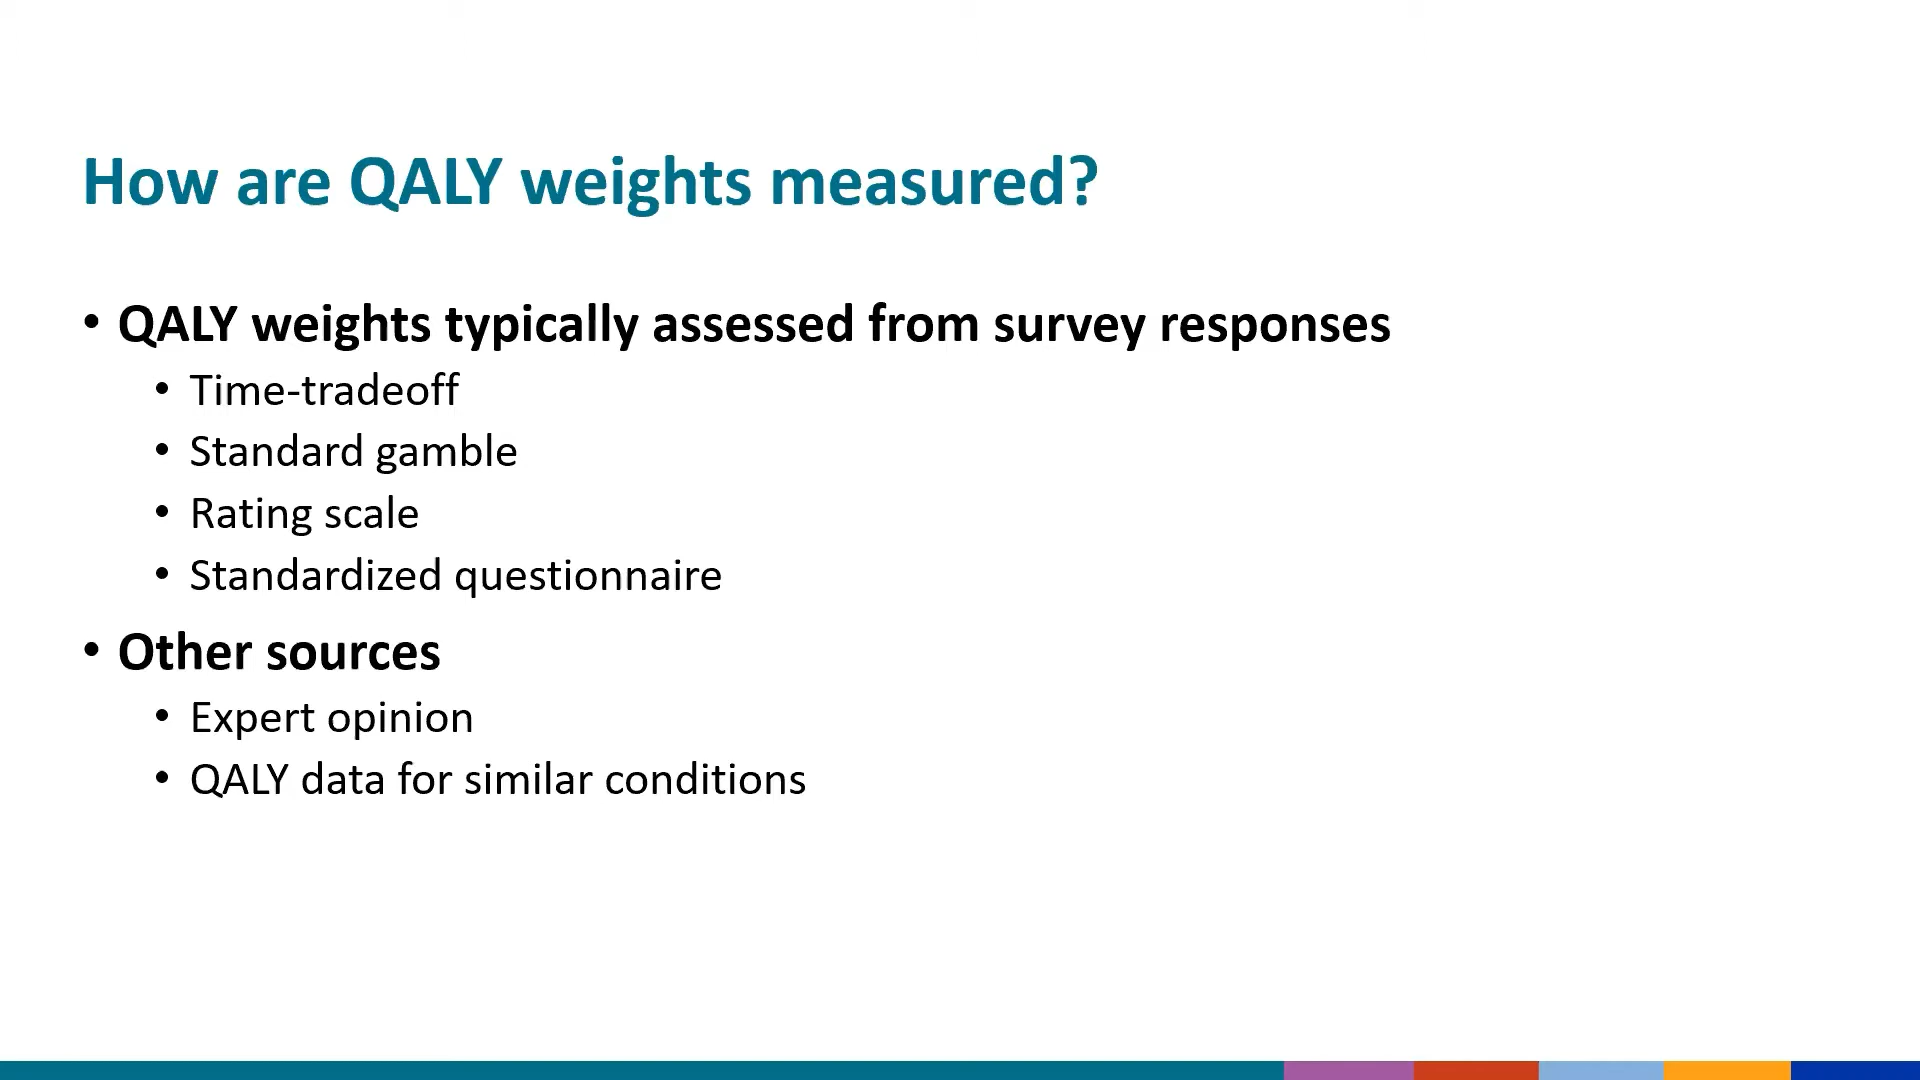 How are QALY weights measured?
• QALY weights typically assessed from survey responses
• Time-tradeoff
• Standard gamble
• Rating scale
• Standardized questionnaire
• Other sources
• Expert opinion
• QALY data for similar conditions